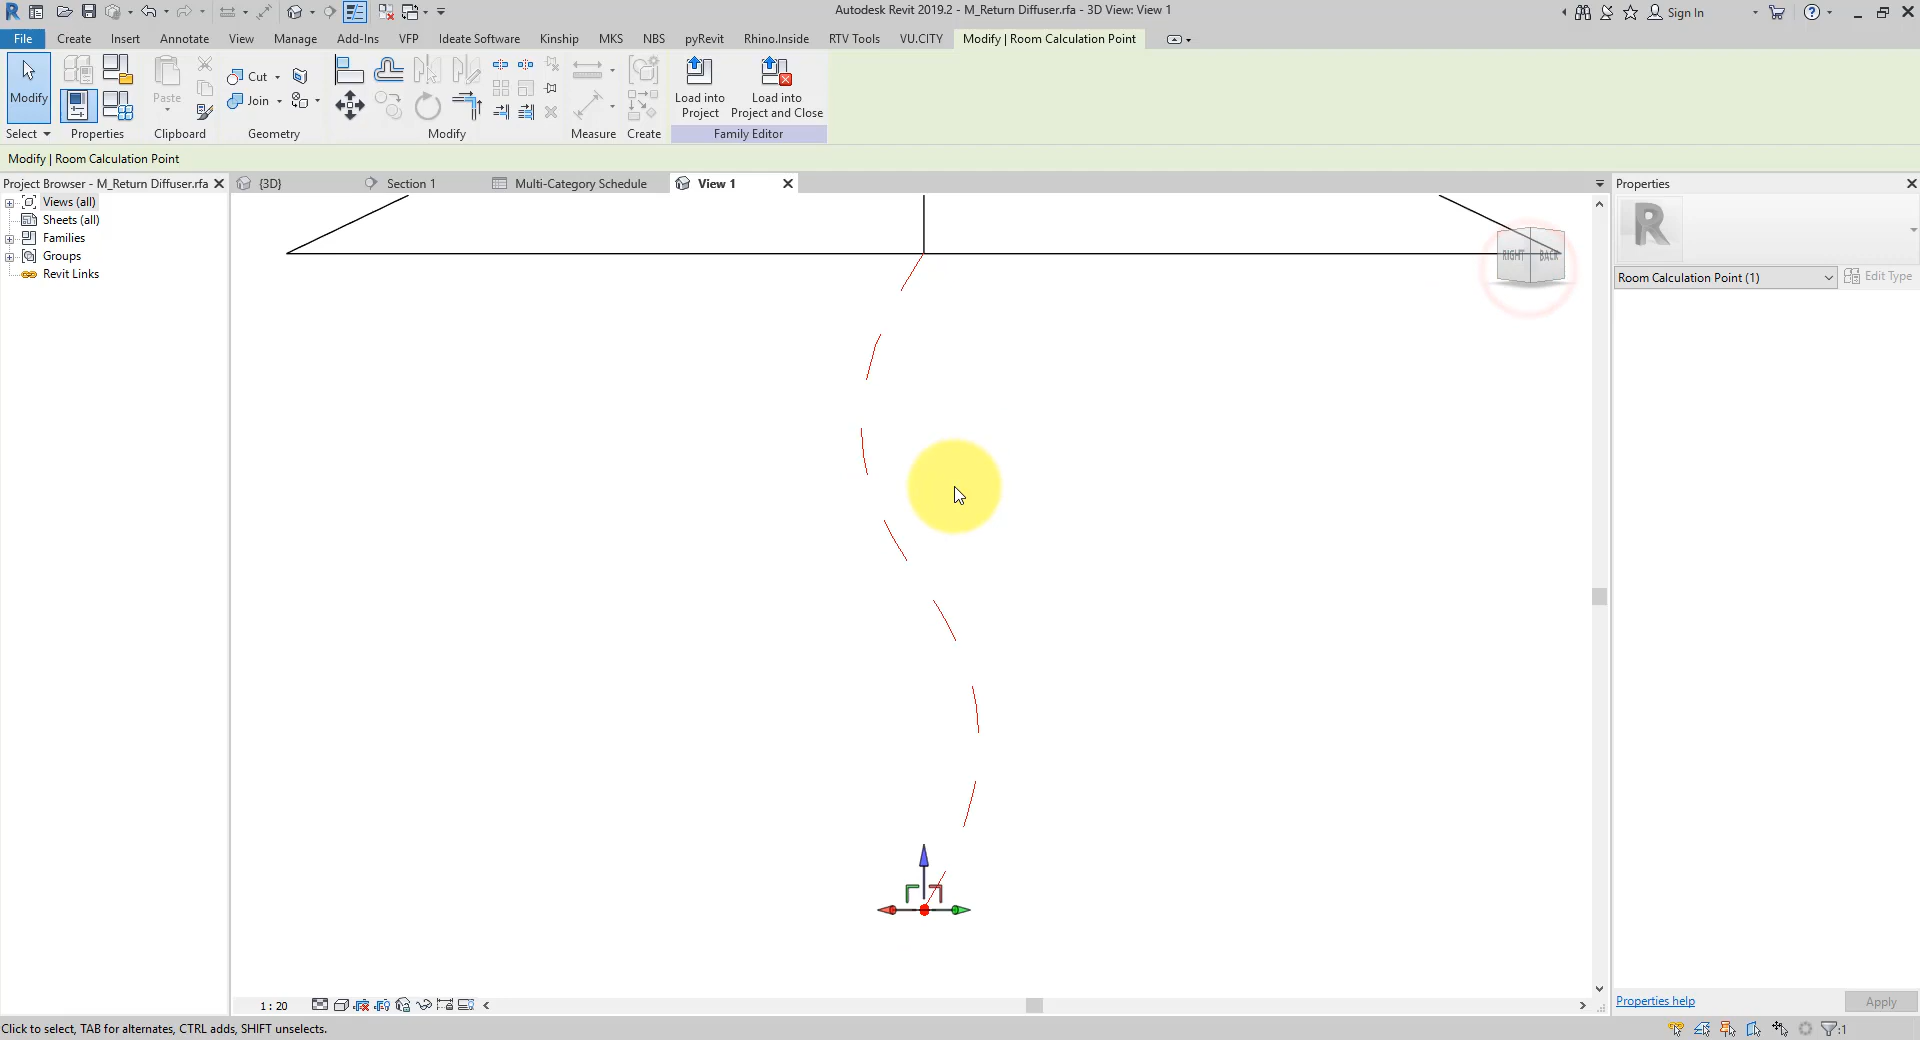 Autodesk Revit 2019.2 - M_Return Diffuser.rfa - 3D View: View 1
Sign In
File Create Insert Annotate View Manage Add-Ins VFP Ideate Software Kinship MKS NBS pyRevit Rhino.Inside RTV Tools VU.CITY Modify | Room Calculation Point
Modify
Paste
Cut
Join
Load into Project
Load into Project and Close
Select Properties Clipboard Geometry Modify Measure Create Family Editor
Modify | Room Calculation Point
Project Browser - M_Return Diffuser.rfa
{3D}
Section 1
Multi-Category Schedule
View 1
Properties
Views (all)
Sheets (all)
Families
Groups
Revit Links
RIGHT
BACK
R
Room Calculation Point (1)
Edit Type
1 : 20
Properties help
Apply
Click to select, TAB for alternates, CTRL adds, SHIFT unselects.
:1